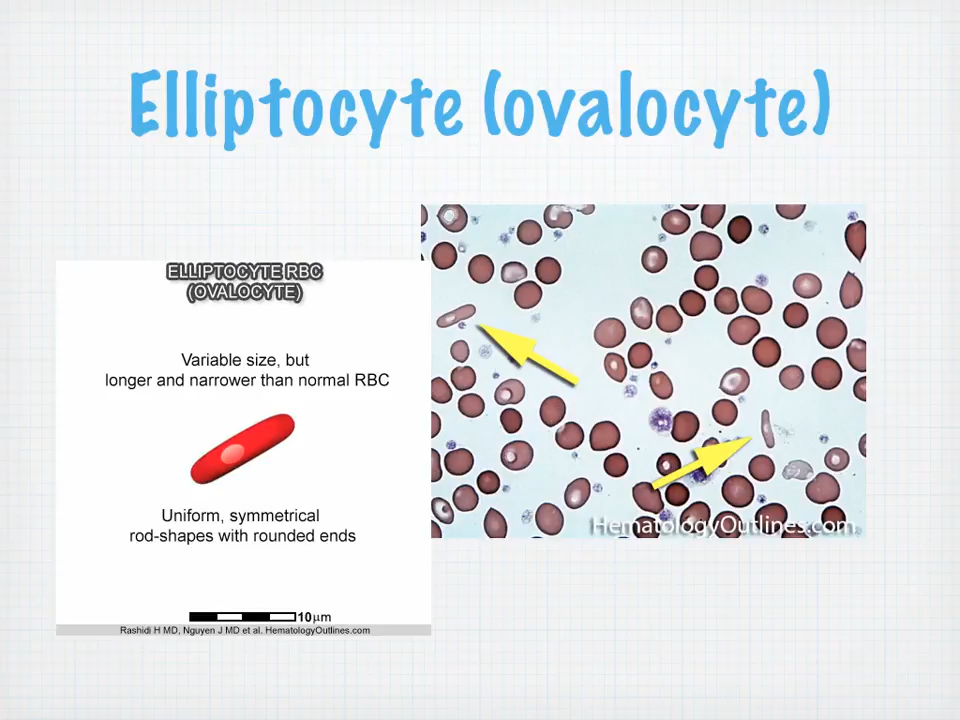 Elliptocyte (ovalocyte)
ELLIPTOCYTE RBC
(OVALOCYTE)
Variable size, but
longer and narrower than normal RBC
Uniform, symmetrical
rod-shapes with rounded ends
10μm
Rashidi H MD, Nguyen J MD et al. HematologyOutlines.com
HematologyOutlines.com